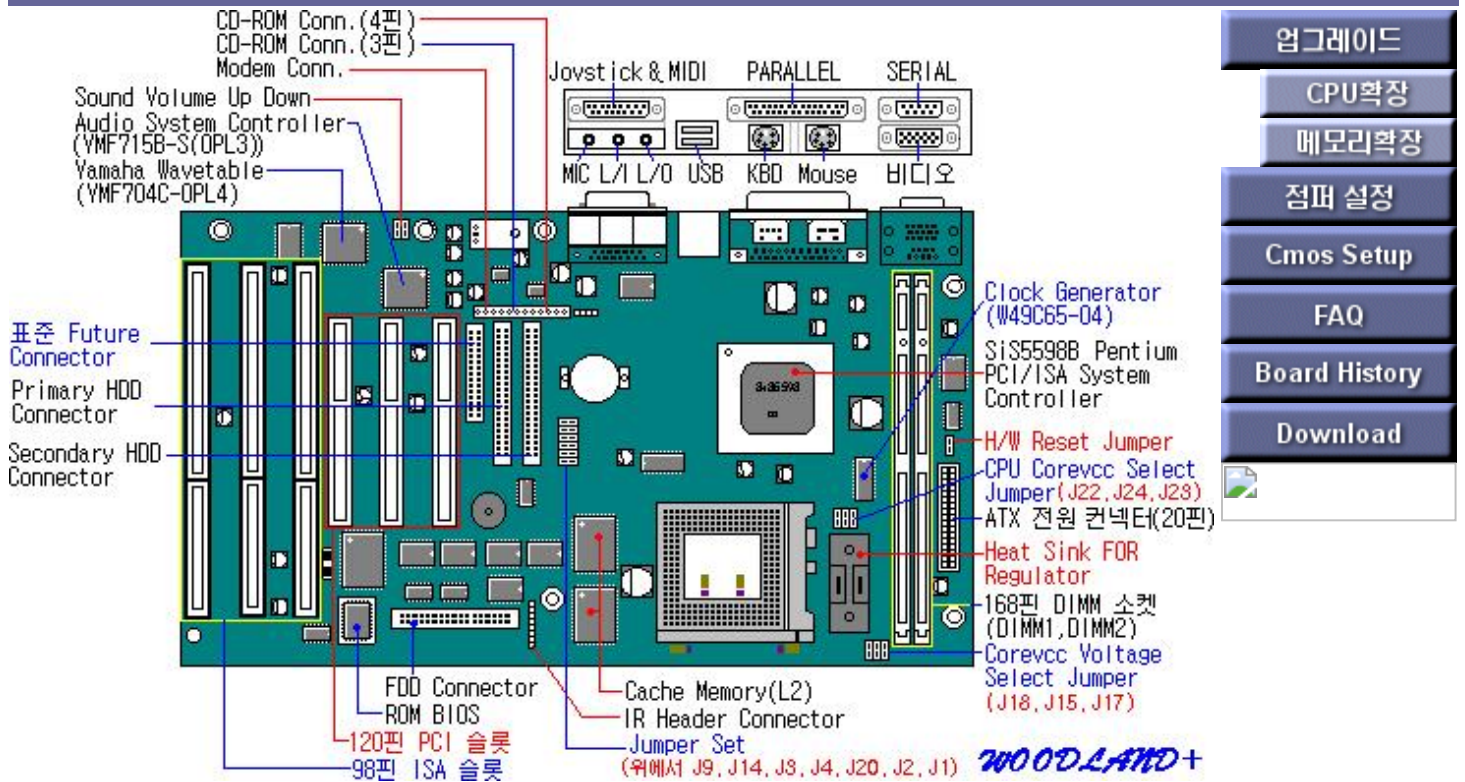 CD-ROM Conn.(4핀)
CD-ROM Conn.(3핀)
Modem Conn.
Sound Volume Up Down
Audio System Controller
(YMF715B-S(OPL3))
Yamaha Wavetable
(YMF704C-OPL4)
Joystick & MIDI
PARALLEL
SERIAL
MIC L/I L/O USB KBD Mouse 비디오
표준 Future
Connector
Primary HDD
Connector
Secondary HDD
Connector
Clock Generator
(W49C65-04)
SiS5598B Pentium
PCI/ISA System
Controller
H/W Reset Jumper
CPU Corevcc Select
Jumper(J22,J24,J23)
ATX 전원 컨넥터(20핀)
Heat Sink FOR
Regulator
168핀 DIMM 소켓
(DIMM1,DIMM2)
Corevcc Voltage
Select Jumper
(J18,J15,J17)
FDD Connector
ROM BIOS
120핀 PCI 슬롯
98핀 ISA 슬롯
Cache Memory(L2)
IR Header Connector
Jumper Set
(위에서 J9,J14,J3,J4,J20,J2,J1)
WOODLAND+
업그레이드
CPU확장
메모리확장
점퍼 설정
Cmos Setup
FAQ
Board History
Download